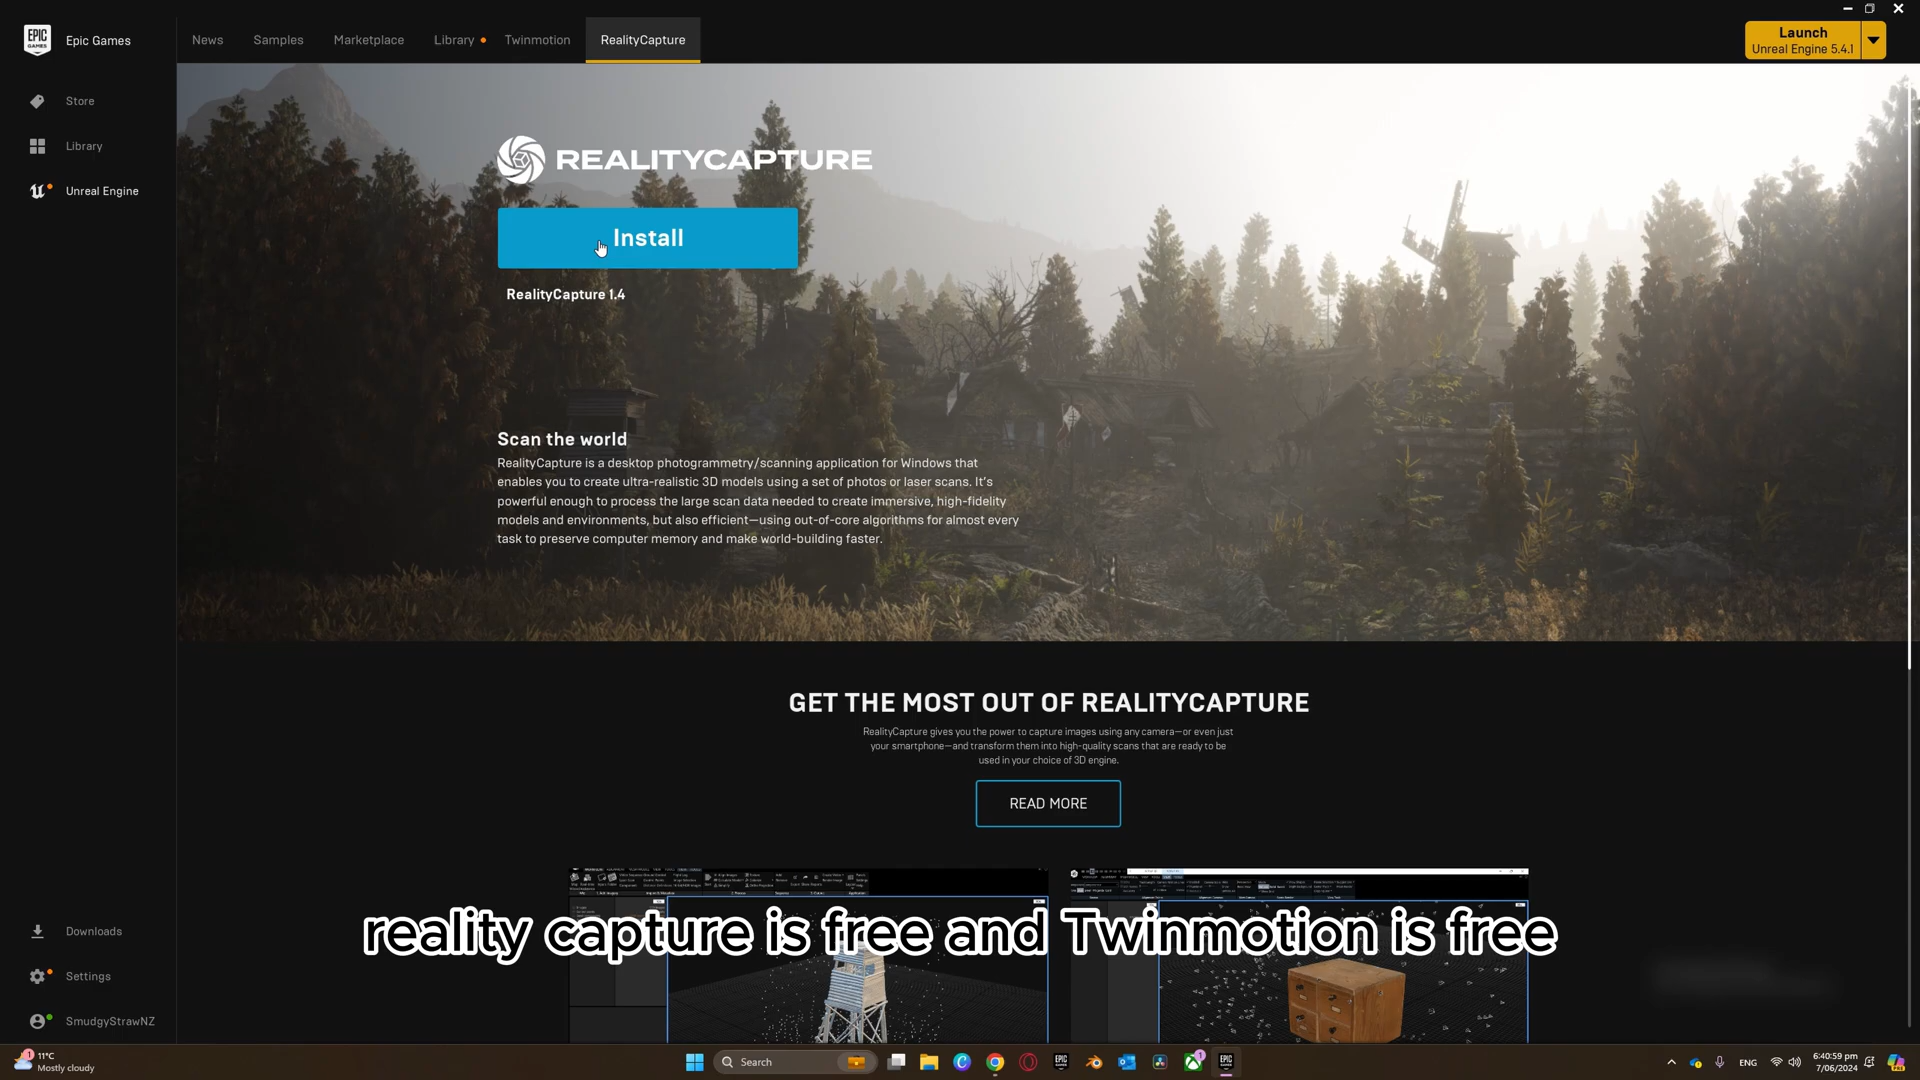 EPIC GAMES
Epic Games
News
Samples
Marketplace
Library
Twinmotion
RealityCapture
Launch
Unreal Engine 5.4.1
Store
Library
Unreal Engine
REALITYCAPTURE
Install
RealityCapture 1.4
Scan the world
RealityCapture is a desktop photogrammetry/scanning application for Windows that
enables you to create ultra-realistic 3D models using a set of photos or laser scans. It's
powerful enough to process the large scan data needed to create immersive, high-fidelity
models and environments, but also efficient—using out-of-core algorithms for almost every
task to preserve computer memory and make world-building faster.
GET THE MOST OUT OF REALITYCAPTURE
RealityCapture gives you the power to capture images using any camera—or even just
your smartphone—and transform them into high-quality scans that are ready to be
used in your choice of 3D engine.
READ MORE
reality capture is free and Twinmotion is free
Downloads
Settings
SmudgyStrawNZ
1
11°C
Mostly cloudy
Search
EPIC
1
EPIC
ENG
6:40:59 pm
7/06/2024